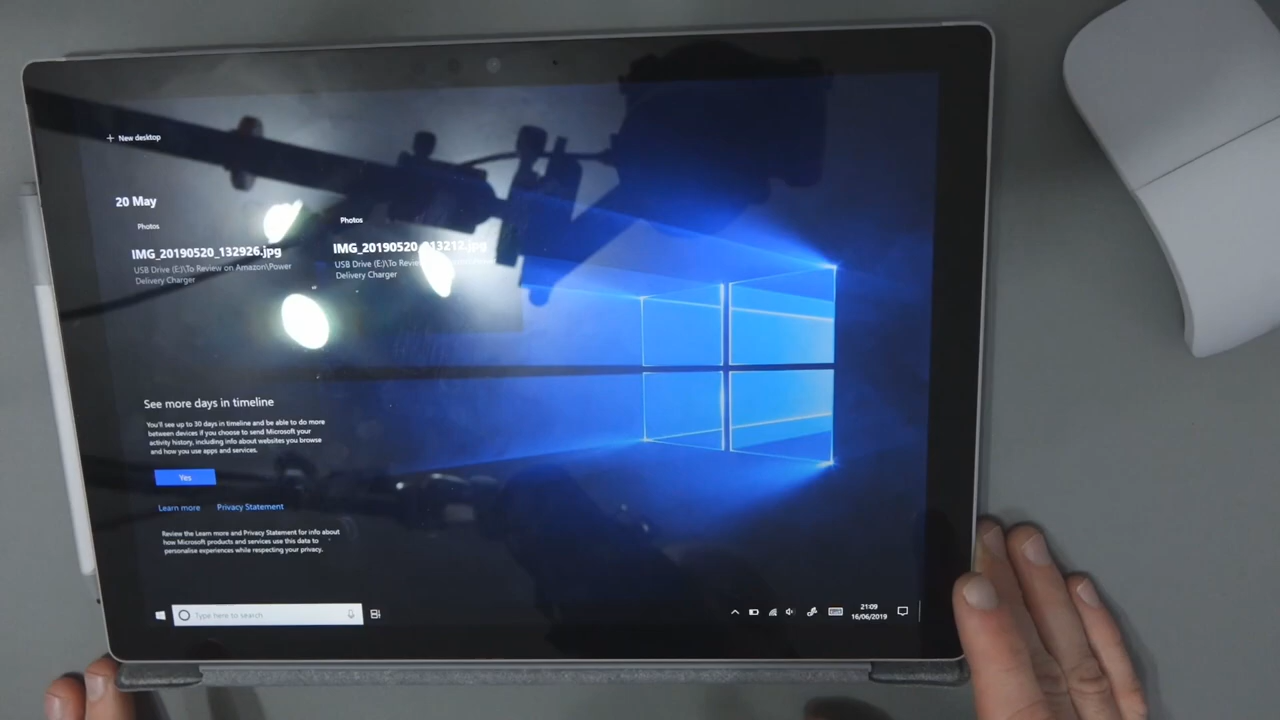 + New desktop
20 May
Photos
Photos
IMG_20190520_132926.jpg
IMG_20190520_113212.jpg
USB Drive (E:)\To Review on Amazon\Power
Delivery Charger
USB Drive (E:)\To Revie
Delivery Charger
See more days in timeline
You'll see up to 30 days in timeline and be able to do more
between devices if you choose to send Microsoft your
activity history, including info about websites you browse
and how you use apps and services.
Yes
Learn more Privacy Statement
Review the Learn more and Privacy Statement for info about
how Microsoft products and services use this data to
personalise experiences while respecting your privacy.
Type here to search
21:09
16/06/2019